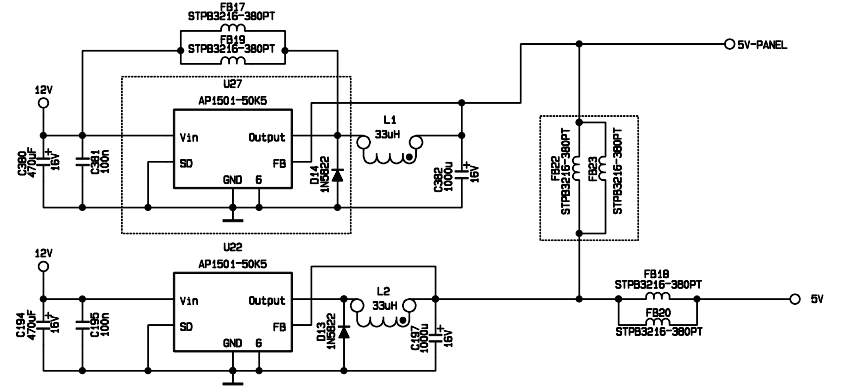 FB17
STPB3216-380PT
FB19
STPB3216-380PT
5V-PANEL
U27
12V
AP1501-50K5
L1
33uH
Vin
Output
SD
FB
GND
6
C380
470uF
16V
C381
100n
D14
1N5822
C382
1000u
16V
FB22
STPB3216-380PT
FB23
STPB3216-380PT
U22
12V
AP1501-50K5
L2
33uH
FB18
STPB3216-380PT
Vin
Output
5V
SD
FB
FB20
STPB3216-380PT
GND
6
C194
470uF
16V
C195
100n
D13
1N5822
C197
1000u
16V